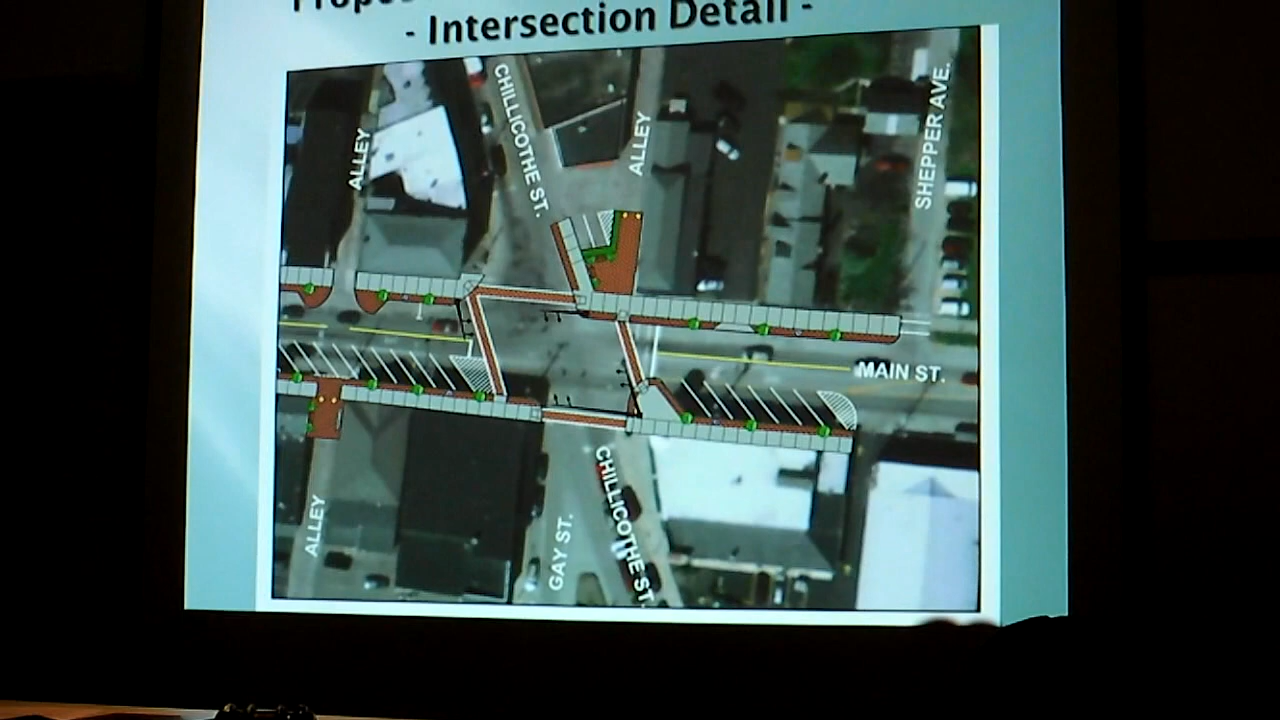 - Intersection Detail -
CHILLICOTHE ST.
ALLEY
ALLEY
SHEPPER AVE.
MAIN ST.
ALLEY
GAY ST.
CHILLICOTHE ST.